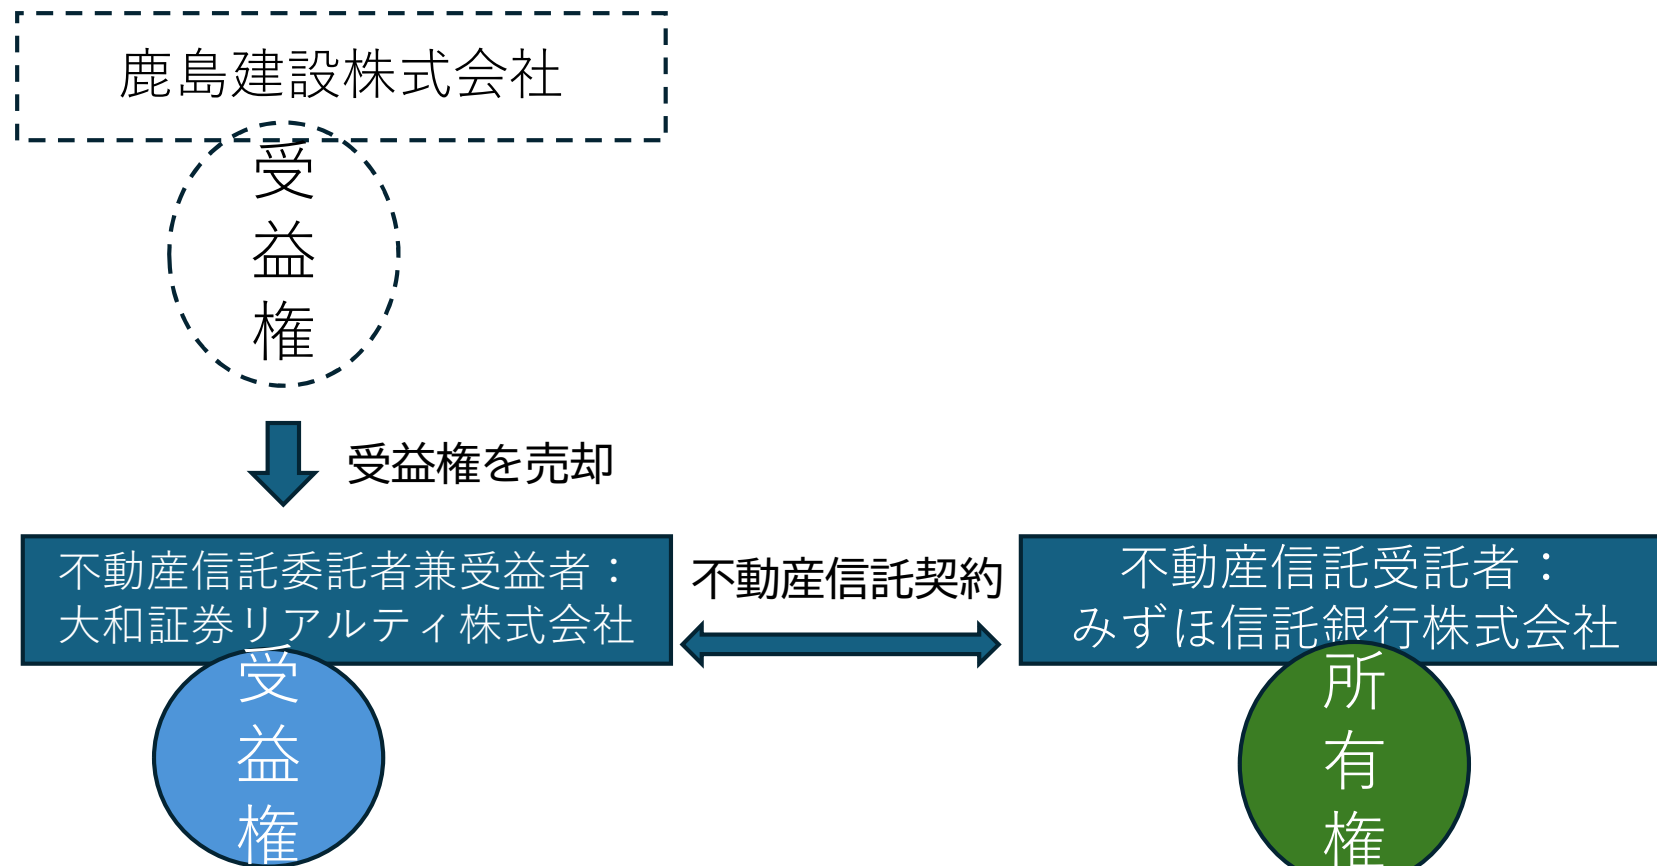 鹿島建設株式会社
受
益
権
受益権を売却
不動産信託委託者兼受益者：
大和証券リアルティ株式会社
不動産信託契約
不動産信託受託者：
みずほ信託銀行株式会社
受
益
権
所
有
権